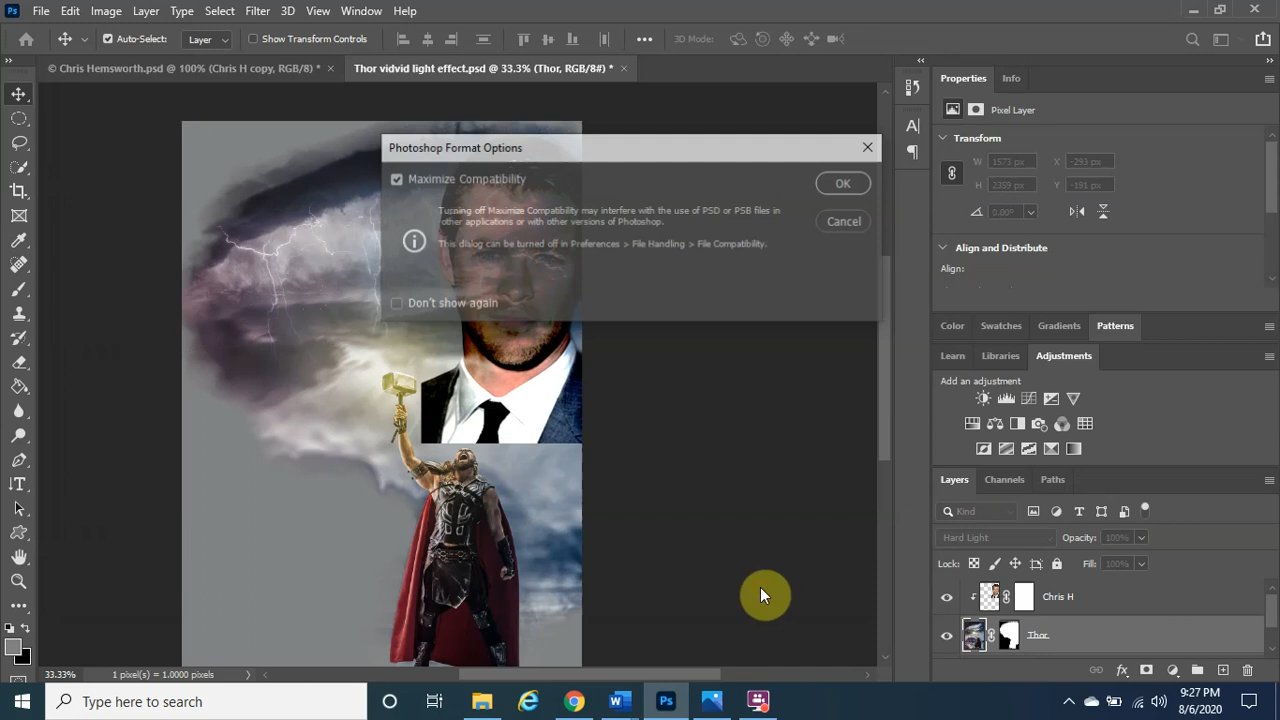 Ps File Edit Image Layer Type Select Filter 3D View Window Help
Auto-Select: Layer Show Transform Controls 3D Mode:
© Chris Hemsworth.psd @ 100% (Chris H copy, RGB/8) * × Thor vidvid light effect.psd @ 33.3% (Thor, RGB/8#) * ×
Properties Info
Pixel Layer
Transform
W 1573 px X -293 px
H 2359 px Y -191 px
0.00°
Align and Distribute
Align:
Photoshop Format Options
Maximize Compatibility
OK
Turning off Maximize Compatibility may interfere with the use of PSD or PSB files in
other applications or with other versions of Photoshop.
Cancel
This dialog can be turned off in Preferences > File Handling > File Compatibility.
Don't show again
Color Swatches Gradients Patterns
Learn Libraries Adjustments
Add an adjustment
Layers Channels Paths
Kind
Hard Light Opacity: 100%
Lock: Fill: 100%
Chris H
Thor
33.33% 1 pixel(s) = 1.0000 pixels
Type here to search
9:27 PM
8/6/2020